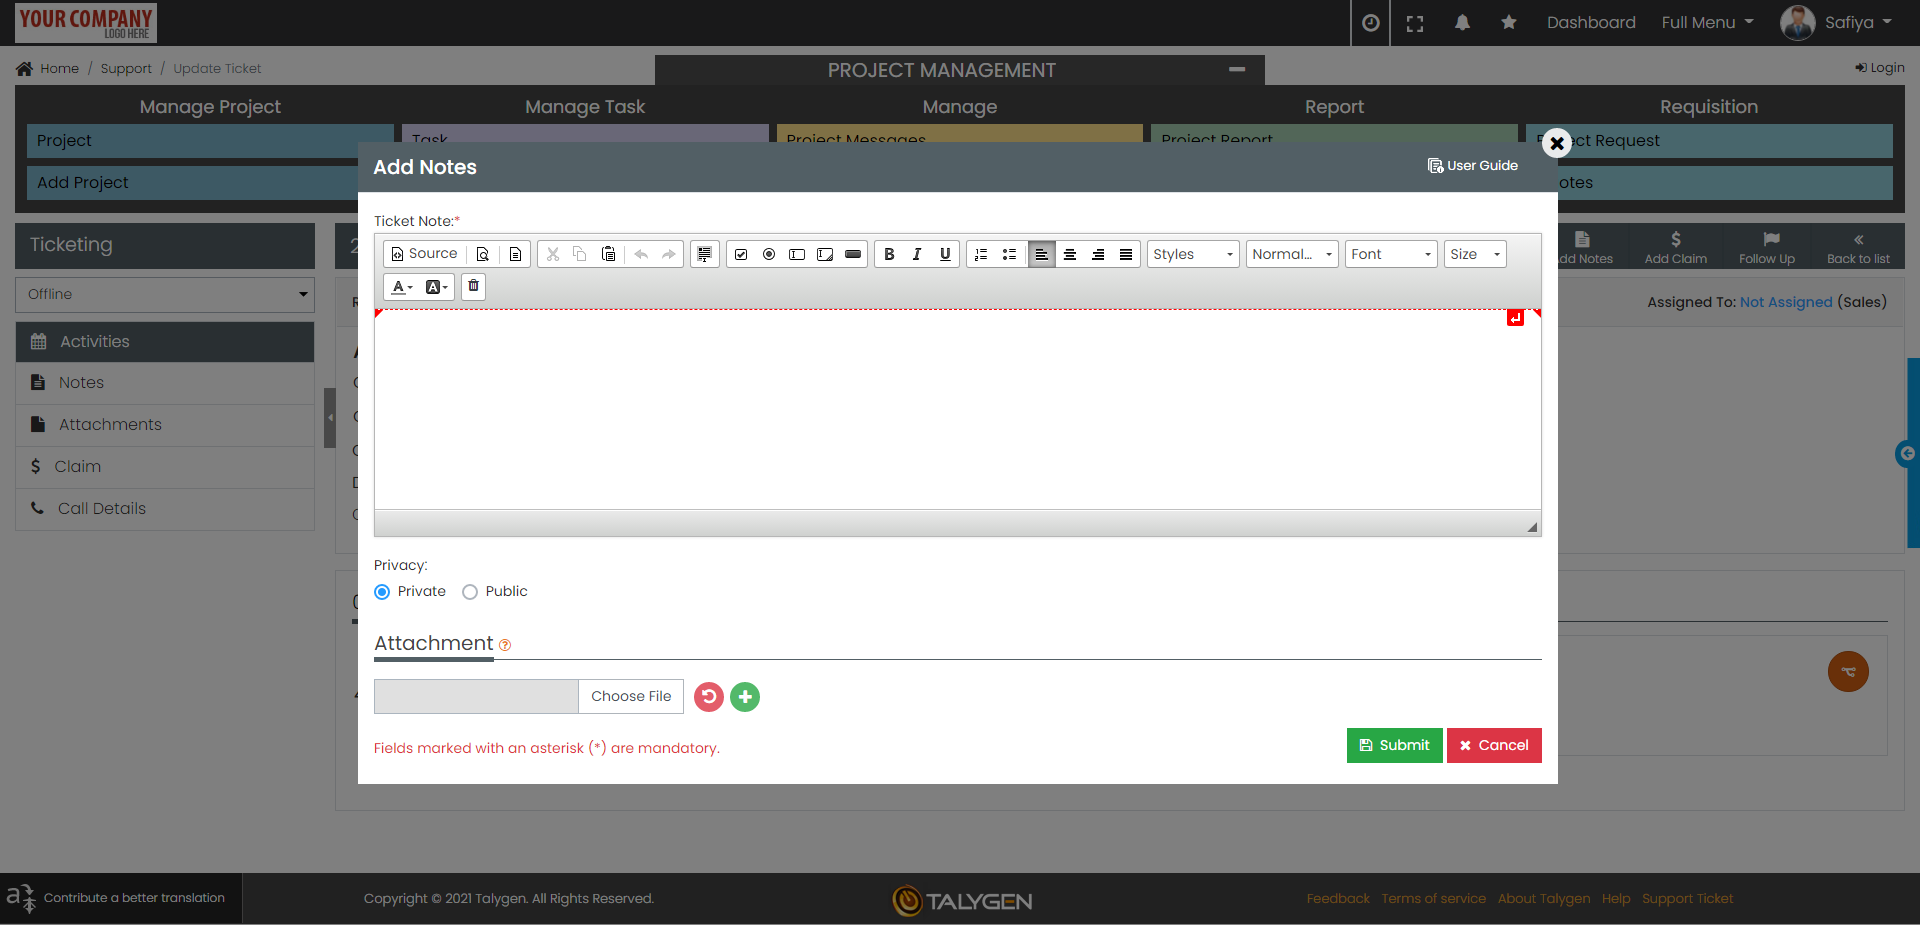 YOUR COMPANY
LOGO HERE
Dashboard
Full Menu
Safiya
Home / Support / Update Ticket
PROJECT MANAGEMENT
Login
Manage Project
Manage Task
Manage
Report
Requisition
Project
Task
Project Messages
Project Report
ect Request
Add Project
otes
Add Notes
User Guide
Ticketing
Offline
Activities
Notes
Attachments
Claim
Call Details
Ticket Note:*
Source
B I U
Styles
Normal...
Font
Size
A
A
dd Notes
Add Claim
Follow Up
Back to list
Assigned To: Not Assigned (Sales)
Privacy:
Private
Public
Attachment
Choose File
Fields marked with an asterisk (*) are mandatory.
Submit
Cancel
Contribute a better translation
Copyright © 2021 Talygen. All Rights Reserved.
TALYGEN
Feedback Terms of service About Talygen Help Support Ticket